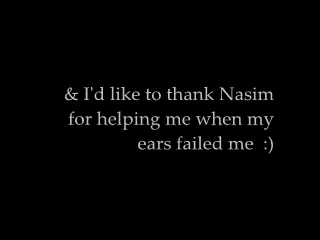 & I'd like to thank Nasim
for helping me when my
ears failed me  :)